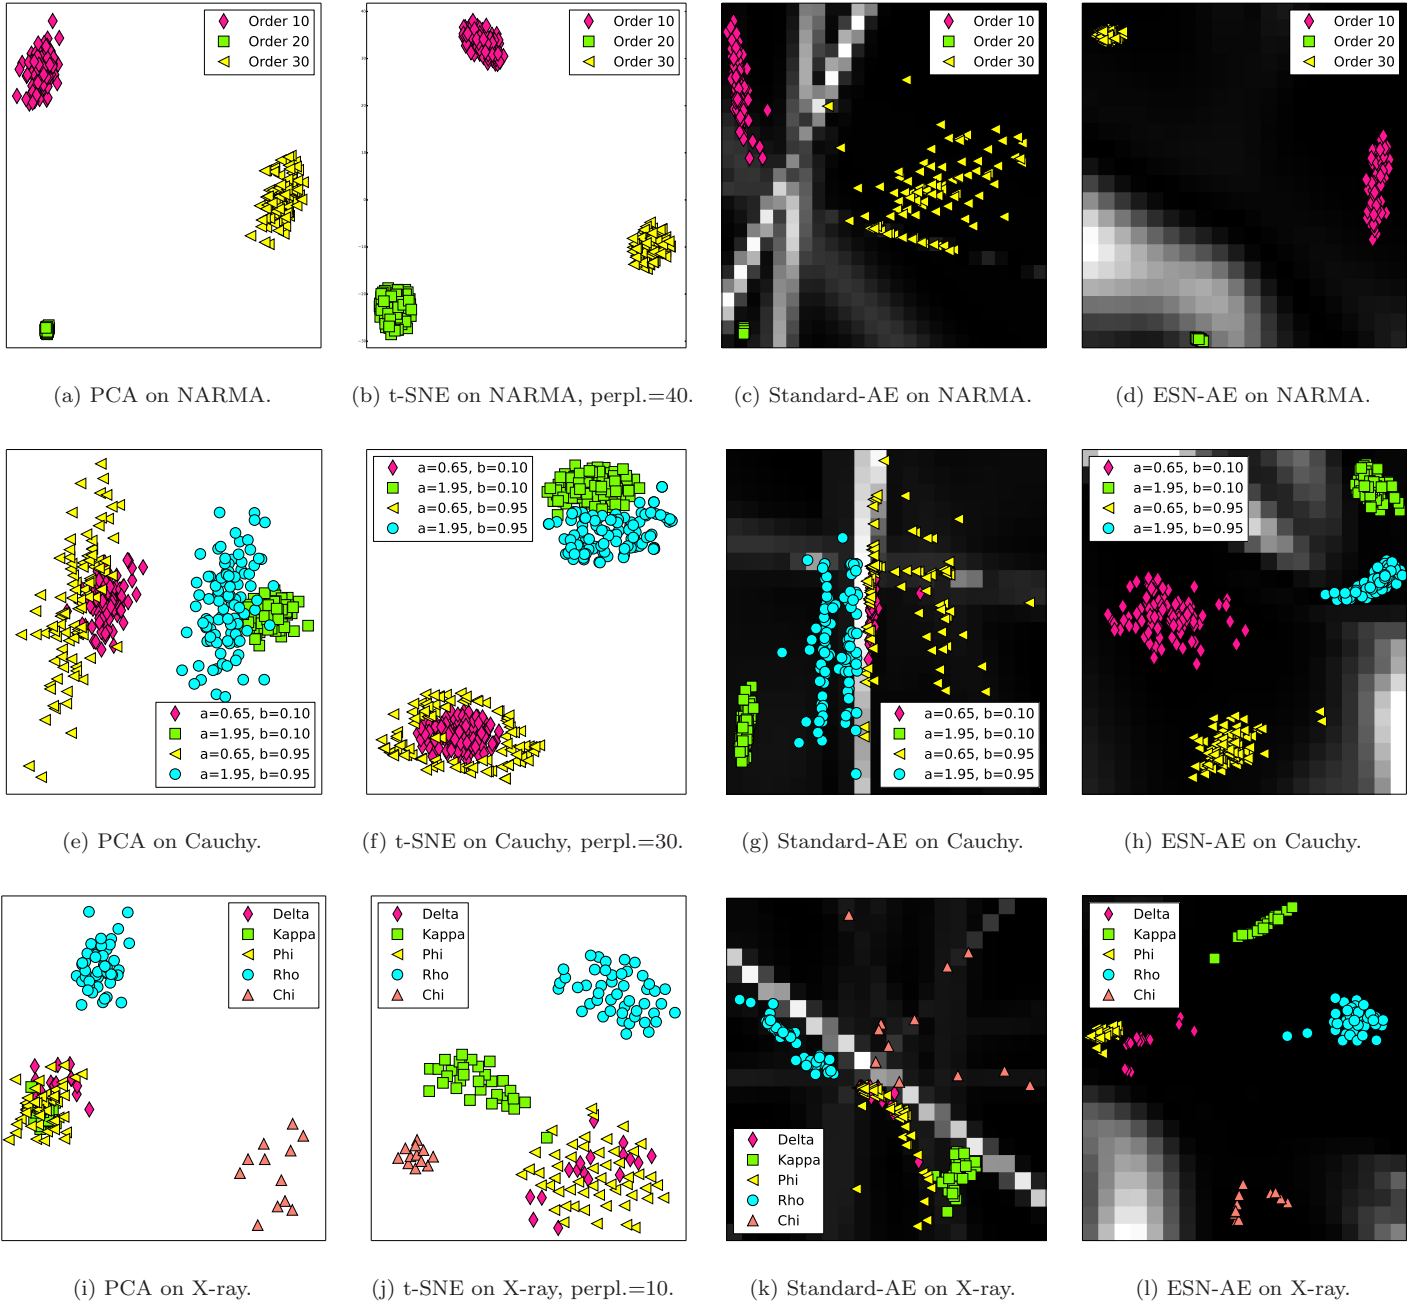 Order 10
Order 20
Order 30
Order 10
Order 20
Order 30
Order 10
Order 20
Order 30
Order 10
Order 20
Order 30
(a) PCA on NARMA.
(b) t-SNE on NARMA, perpl.=40.
(c) Standard-AE on NARMA.
(d) ESN-AE on NARMA.
a=0.65, b=0.10
a=1.95, b=0.10
a=0.65, b=0.95
a=1.95, b=0.95
a=0.65, b=0.10
a=1.95, b=0.10
a=0.65, b=0.95
a=1.95, b=0.95
a=0.65, b=0.10
a=1.95, b=0.10
a=0.65, b=0.95
a=1.95, b=0.95
a=0.65, b=0.10
a=1.95, b=0.10
a=0.65, b=0.95
a=1.95, b=0.95
(e) PCA on Cauchy.
(f) t-SNE on Cauchy, perpl.=30.
(g) Standard-AE on Cauchy.
(h) ESN-AE on Cauchy.
Delta
Kappa
Phi
Rho
Chi
Delta
Kappa
Phi
Rho
Chi
Delta
Kappa
Phi
Rho
Chi
Delta
Kappa
Phi
Rho
Chi
(i) PCA on X-ray.
(j) t-SNE on X-ray, perpl.=10.
(k) Standard-AE on X-ray.
(l) ESN-AE on X-ray.